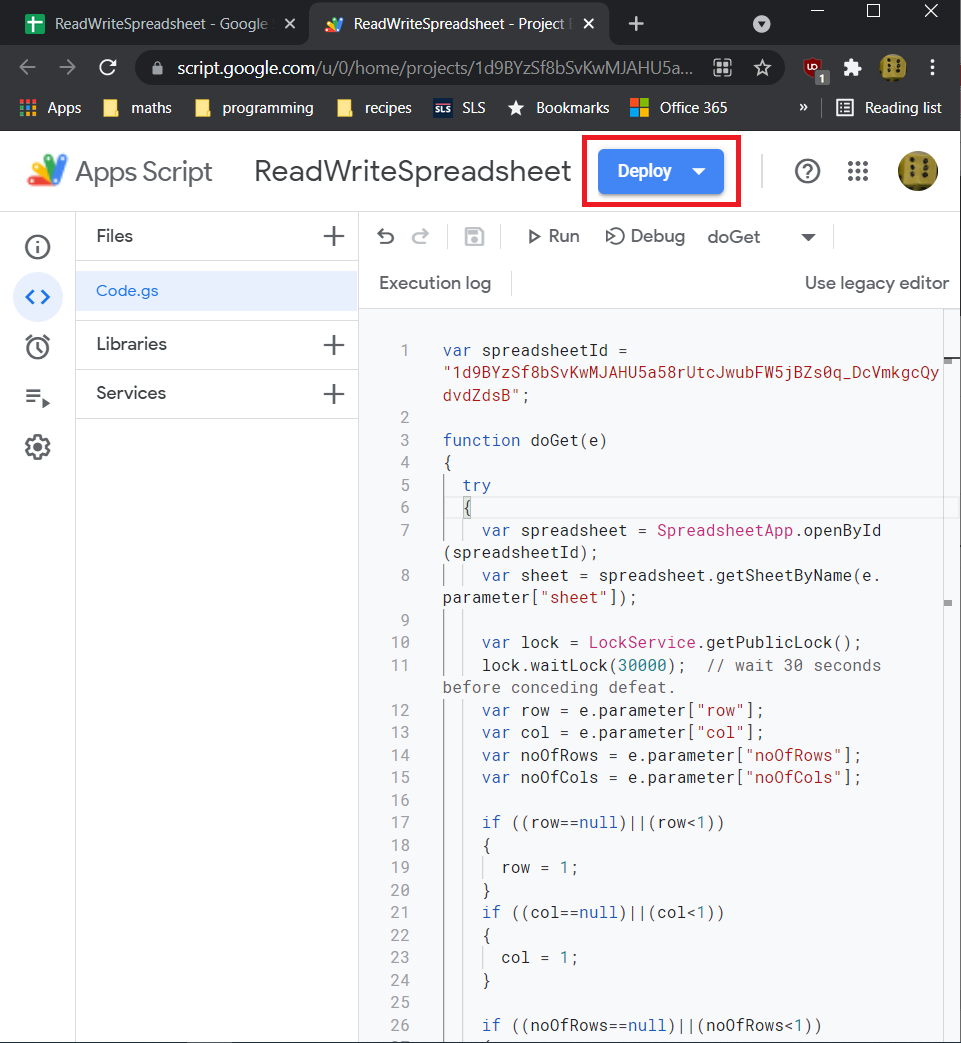 ReadWriteSpreadsheet - Google
ReadWriteSpreadsheet - Project
script.google.com/u/0/home/projects/1d9BYzSf8bSvKwMJAHU5a...
1
Apps
maths
programming
recipes
SLS
SLS
Bookmarks
Office 365
»
Reading list
Apps Script
ReadWriteSpreadsheet
Deploy
Files
Run
Debug
doGet
Code.gs
Execution log
Use legacy editor
Libraries
Services
1 var spreadsheetId =
"1d9BYzSf8bSvKwMJAHU5a58rUtcJwubFW5jBZs0q_DcVmkgcQy
dvdZdsB";
2
3 function doGet(e)
4 {
5 try
6 {
7 var spreadsheet = SpreadsheetApp.openById
(spreadsheetId);
8 var sheet = spreadsheet.getSheetByName(e.
parameter["sheet"]);
9
10 var lock = LockService.getPublicLock();
11 lock.waitLock(30000); // wait 30 seconds
before conceding defeat.
12 var row = e.parameter["row"];
13 var col = e.parameter["col"];
14 var noOfRows = e.parameter["noOfRows"];
15 var noOfCols = e.parameter["noOfCols"];
16
17 if ((row==null)||(row<1))
18 {
19 row = 1;
20 }
21 if ((col==null)||(col<1))
22 {
23 col = 1;
24 }
25
26 if ((noOfRows==null)||(noOfRows<1))